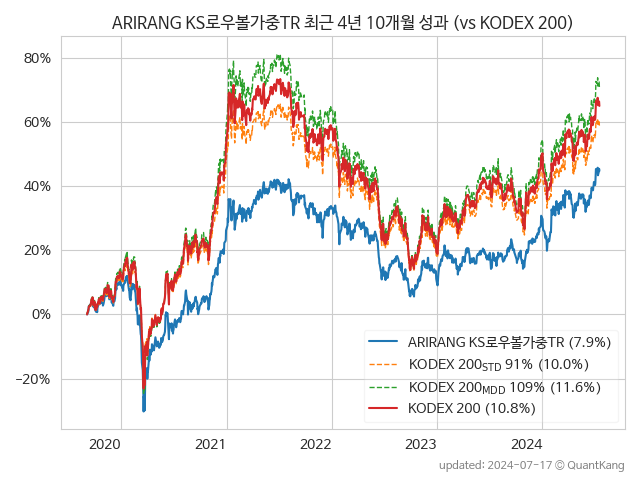 ARIRANG KS로우볼가중TR 최근 4년 10개월 성과 (vs KODEX 200)
80%
60%
40%
20%
0%
−20%
ARIRANG KS로우볼가중TR (7.9%)
KODEX 200STD 91% (10.0%)
KODEX 200MDD 109% (11.6%)
KODEX 200 (10.8%)
2020 2021 2022 2023 2024
updated: 2024-07-17 © QuantKang